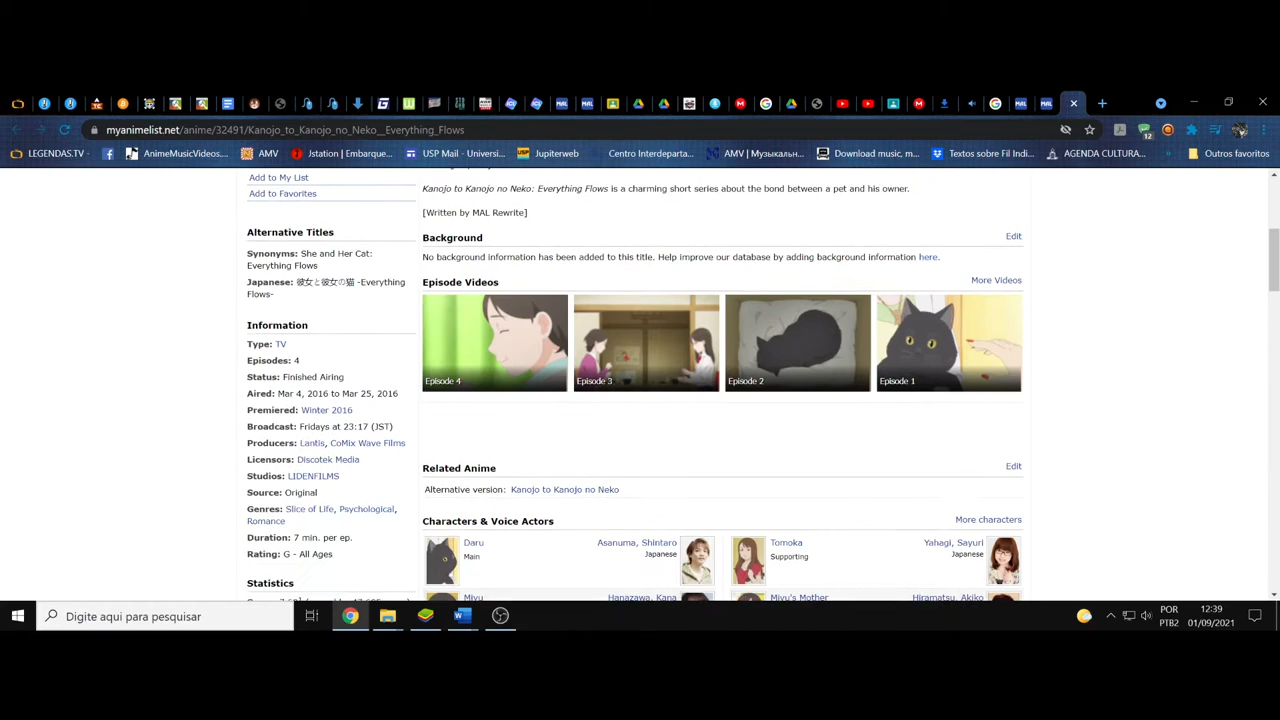 myanimelist.net/anime/32491/Kanojo_to_Kanojo_no_Neko__Everything_Flows
12
LEGENDAS.TV -
AnimeMusicVideos...
AMV
Jstation | Embarque...
USP Mail - Universi...
Jupiterweb
Centro Interdeparta...
AMV | Музыкальн...
Download music, m...
Textos sobre Fil Indi...
AGENDA CULTURA...
Outros favoritos
Add to My List
Add to Favorites
Alternative Titles
Synonyms: She and Her Cat:
Everything Flows
Japanese: 彼女と彼女の猫 -Everything
Flows-
Information
Type: TV
Episodes: 4
Status: Finished Airing
Aired: Mar 4, 2016 to Mar 25, 2016
Premiered: Winter 2016
Broadcast: Fridays at 23:17 (JST)
Producers: Lantis, CoMix Wave Films
Licensors: Discotek Media
Studios: LIDENFILMS
Source: Original
Genres: Slice of Life, Psychological,
Romance
Duration: 7 min. per ep.
Rating: G - All Ages
Statistics
Kanojo to Kanojo no Neko: Everything Flows is a charming short series about the bond between a pet and his owner.
[Written by MAL Rewrite]
Background
Edit
No background information has been added to this title. Help improve our database by adding background information here.
Episode Videos
More Videos
Episode 4
Episode 3
Episode 2
Episode 1
Related Anime
Edit
Alternative version: Kanojo to Kanojo no Neko
Characters & Voice Actors
More characters
Daru
Main
Asanuma, Shintaro
Japanese
Tomoka
Supporting
Yahagi, Sayuri
Japanese
Miyu
Hanazawa, Kana
Miyu's Mother
Hiramatsu, Akiko
Digite aqui para pesquisar
POR
PTB2
12:39
01/09/2021